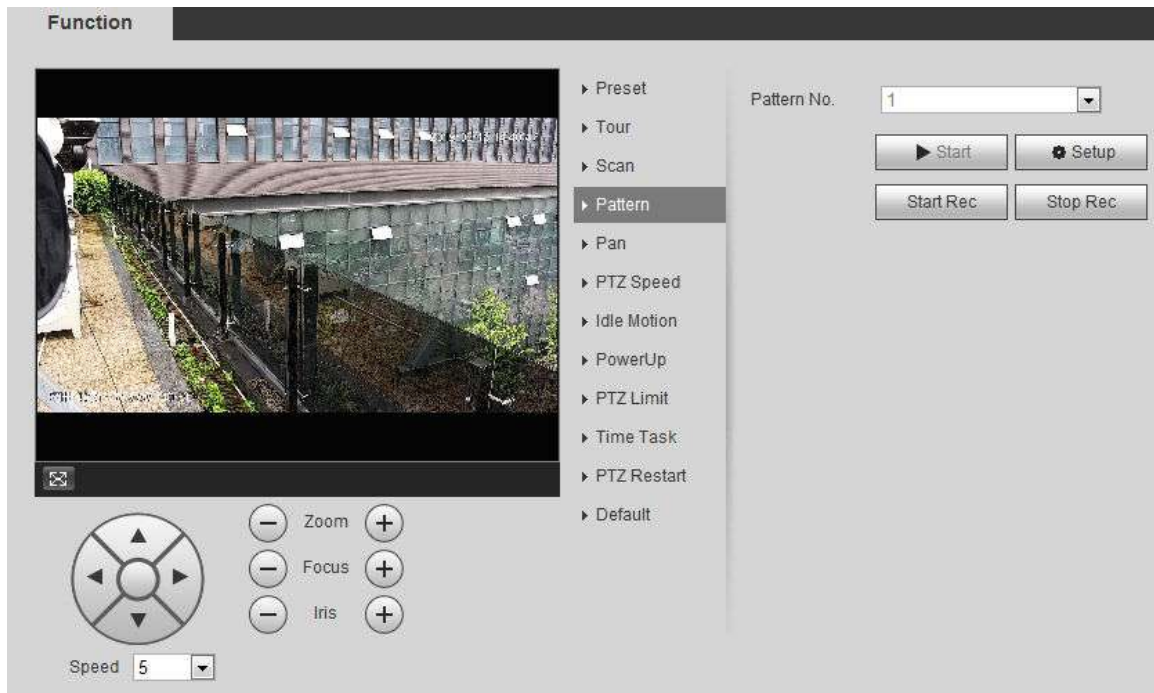 Function
Preset
Tour
Scan
Pattern
Pan
PTZ Speed
Idle Motion
PowerUp
PTZ Limit
Time Task
PTZ Restart
Default
Pattern No. 1
Start Setup
Start Rec Stop Rec
Zoom
Focus
Iris
Speed 5